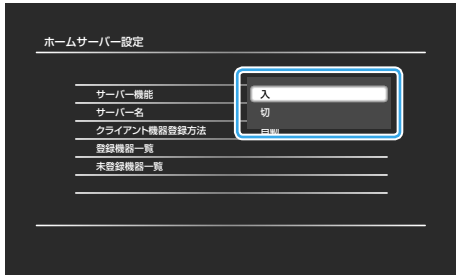 ホームサーバー設定
サーバー機能
入
サーバー名
切
クライアント機器登録方法
登録機器一覧
未登録機器一覧